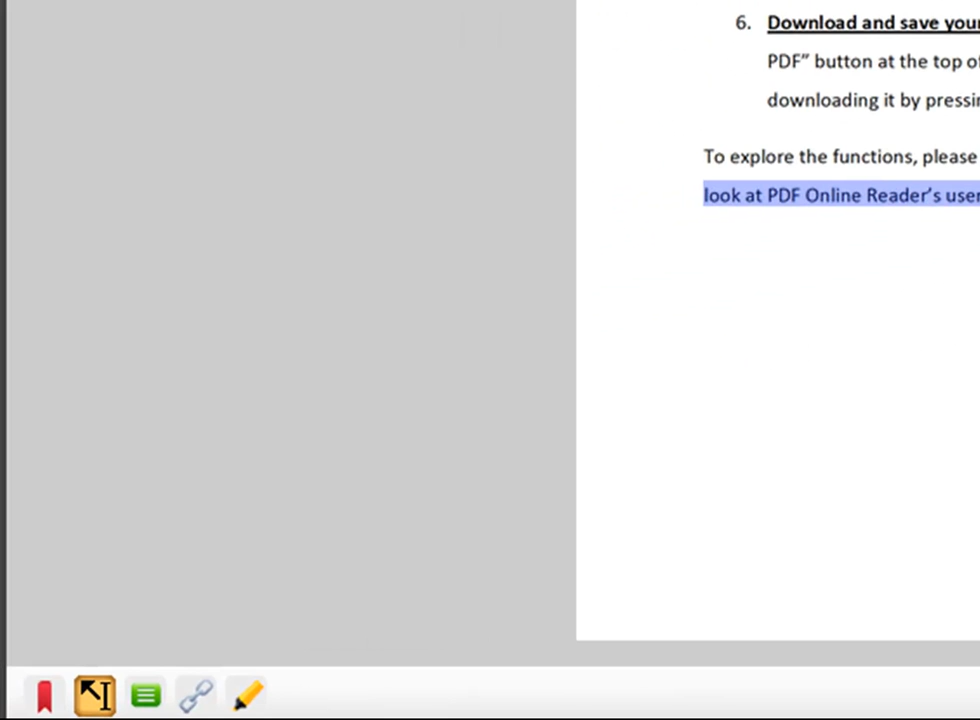 6. Download and save your
PDF” button at the top of
downloading it by pressin
To explore the functions, please
look at PDF Online Reader’s user